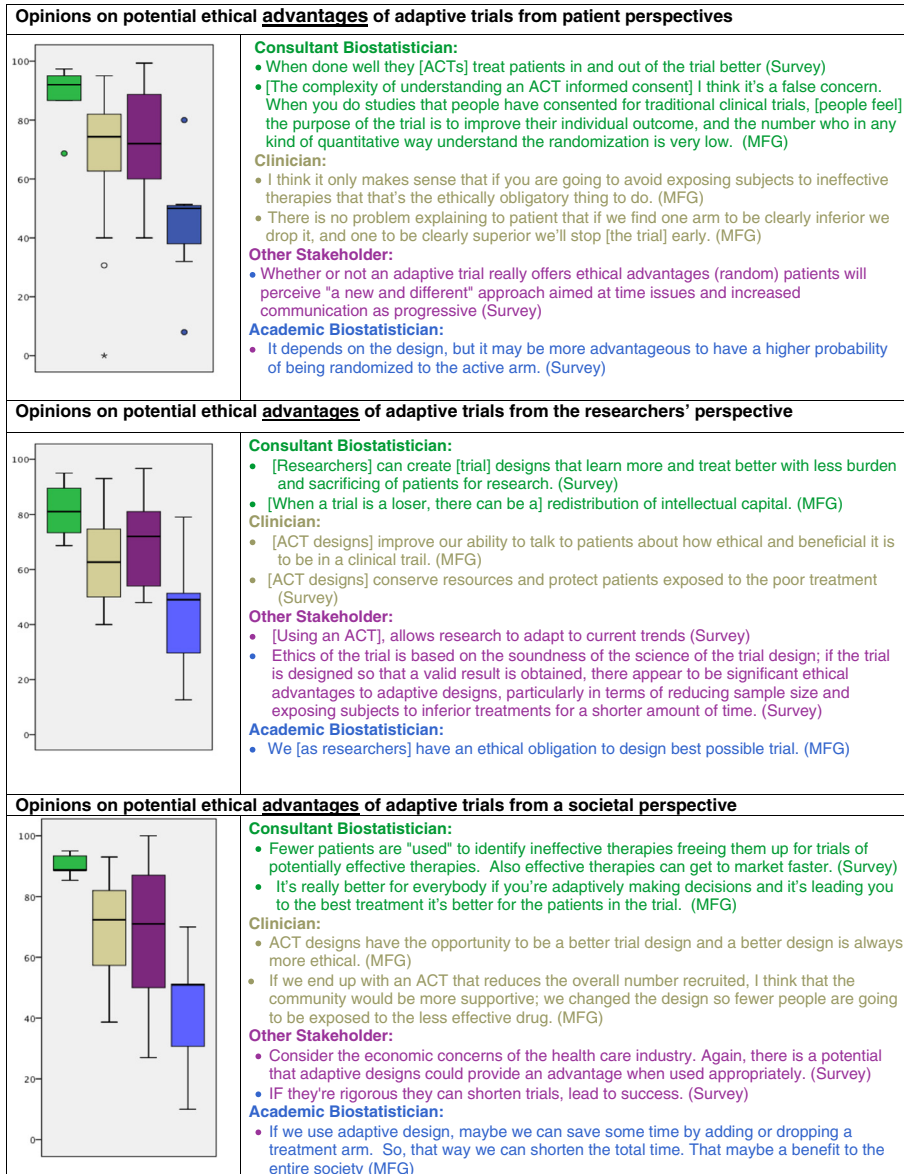 Opinions on potential ethical advantages of adaptive trials from patient perspectives
100
80
60
40
20
0
*
Consultant Biostatistician:
• When done well they [ACTs] treat patients in and out of the trial better (Survey)
• [The complexity of understanding an ACT informed consent] I think it's a false concern.
When you do studies that people have consented for traditional clinical trials, [people feel]
the purpose of the trial is to improve their individual outcome, and the number who in any
kind of quantitative way understand the randomization is very low. (MFG)
Clinician:
• I think it only makes sense that if you are going to avoid exposing subjects to ineffective
therapies that that's the ethically obligatory thing to do. (MFG)
• There is no problem explaining to patient that if we find one arm to be clearly inferior we
drop it, and one to be clearly superior we'll stop [the trial] early. (MFG)
Other Stakeholder:
• Whether or not an adaptive trial really offers ethical advantages (random) patients will
perceive "a new and different" approach aimed at time issues and increased
communication as progressive (Survey)
Academic Biostatistician:
• It depends on the design, but it may be more advantageous to have a higher probability
of being randomized to the active arm. (Survey)
Opinions on potential ethical advantages of adaptive trials from the researchers' perspective
100
80
60
40
20
0
Consultant Biostatistician:
• [Researchers] can create [trial] designs that learn more and treat better with less burden
and sacrificing of patients for research. (Survey)
• [When a trial is a loser, there can be a] redistribution of intellectual capital. (MFG)
Clinician:
• [ACT designs] improve our ability to talk to patients about how ethical and beneficial it is
to be in a clinical trail. (MFG)
• [ACT designs] conserve resources and protect patients exposed to the poor treatment
(Survey)
Other Stakeholder:
• [Using an ACT], allows research to adapt to current trends (Survey)
• Ethics of the trial is based on the soundness of the science of the trial design; if the trial
is designed so that a valid result is obtained, there appear to be significant ethical
advantages to adaptive designs, particularly in terms of reducing sample size and
exposing subjects to inferior treatments for a shorter amount of time. (Survey)
Academic Biostatistician:
• We [as researchers] have an ethical obligation to design best possible trial. (MFG)
Opinions on potential ethical advantages of adaptive trials from a societal perspective
100
80
60
40
20
0
Consultant Biostatistician:
• Fewer patients are "used" to identify ineffective therapies freeing them up for trials of
potentially effective therapies. Also effective therapies can get to market faster. (Survey)
• It's really better for everybody if you're adaptively making decisions and it's leading you
to the best treatment it's better for the patients in the trial. (MFG)
Clinician:
• ACT designs have the opportunity to be a better trial design and a better design is always
more ethical. (MFG)
• If we end up with an ACT that reduces the overall number recruited, I think that the
community would be more supportive; we changed the design so fewer people are going
to be exposed to the less effective drug. (MFG)
Other Stakeholder:
• Consider the economic concerns of the health care industry. Again, there is a potential
that adaptive designs could provide an advantage when used appropriately. (Survey)
• IF they're rigorous they can shorten trials, lead to success. (Survey)
Academic Biostatistician:
• If we use adaptive design, maybe we can save some time by adding or dropping a
treatment arm. So, that way we can shorten the total time. That maybe a benefit to the
entire society (MFG)